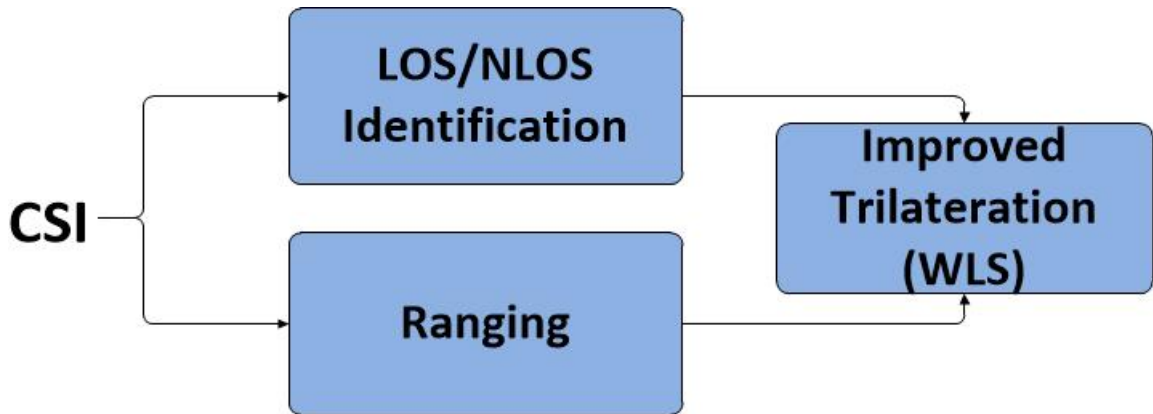 LOS/NLOS
Identification
CSI
Ranging
Improved
Trilateration
(WLS)